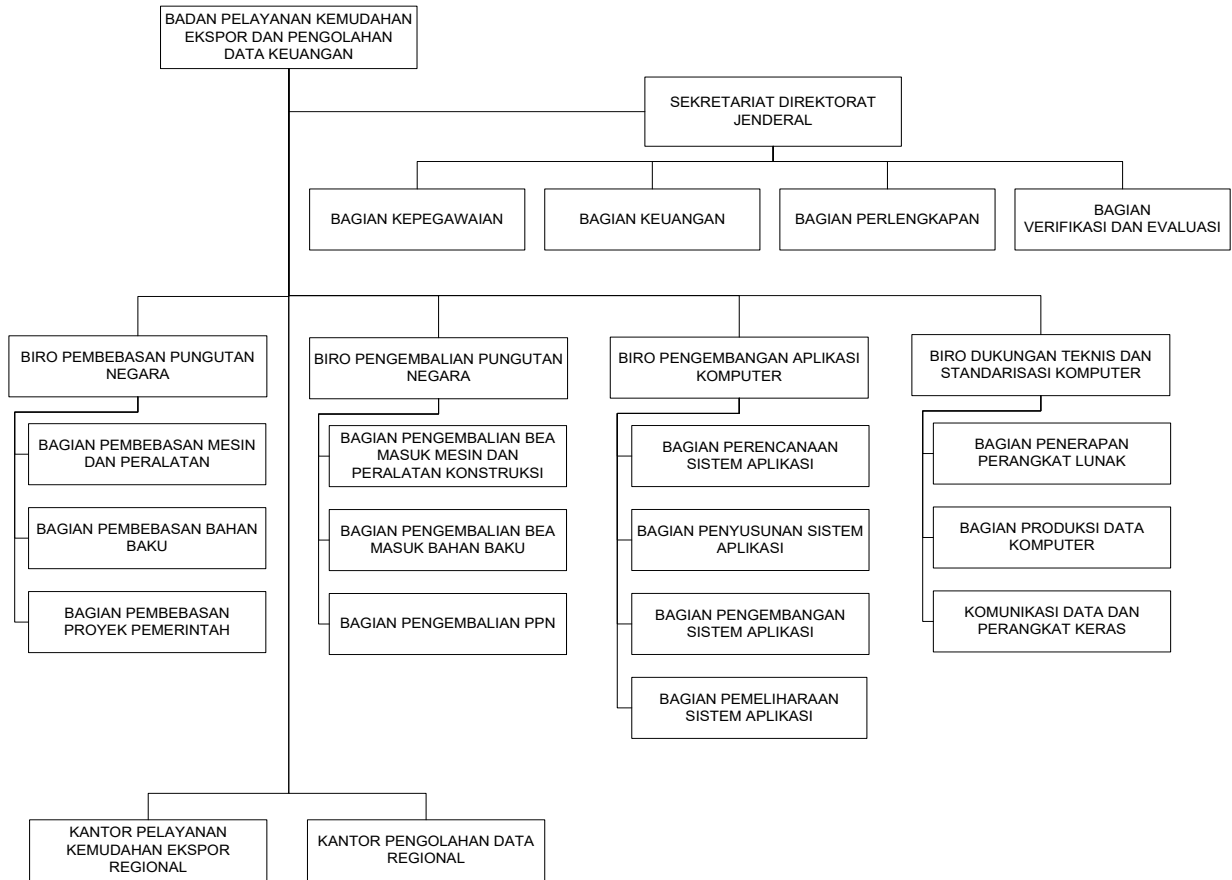 BADAN PELAYANAN KEMUDAHAN
EKSPOR DAN PENGOLAHAN
DATA KEUANGAN
SEKRETARIAT DIREKTORAT
JENDERAL
BAGIAN KEPEGAWAIAN
BAGIAN KEUANGAN
BAGIAN PERLENGKAPAN
BAGIAN
VERIFIKASI DAN EVALUASI
BIRO PEMBEBASAN PUNGUTAN
NEGARA
BIRO PENGEMBALIAN PUNGUTAN
NEGARA
BIRO PENGEMBANGAN APLIKASI
KOMPUTER
BIRO DUKUNGAN TEKNIS DAN
STANDARISASI KOMPUTER
BAGIAN PEMBEBASAN MESIN
DAN PERALATAN
BAGIAN PEMBEBASAN BAHAN
BAKU
BAGIAN PEMBEBASAN
PROYEK PEMERINTAH
BAGIAN PENGEMBALIAN BEA
MASUK MESIN DAN
PERALATAN KONSTRUKSI
BAGIAN PENGEMBALIAN BEA
MASUK BAHAN BAKU
BAGIAN PENGEMBALIAN PPN
BAGIAN PERENCANAAN
SISTEM APLIKASI
BAGIAN PENYUSUNAN SISTEM
APLIKASI
BAGIAN PENGEMBANGAN
SISTEM APLIKASI
BAGIAN PEMELIHARAAN
SISTEM APLIKASI
BAGIAN PENERAPAN
PERANGKAT LUNAK
BAGIAN PRODUKSI DATA
KOMPUTER
KOMUNIKASI DATA DAN
PERANGKAT KERAS
KANTOR PELAYANAN
KEMUDAHAN EKSPOR
REGIONAL
KANTOR PENGOLAHAN DATA
REGIONAL